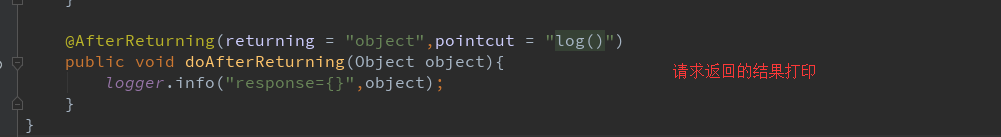 }
@AfterReturning(returning = "object",pointcut = "log()")
public void doAfterReturning(Object object){
logger.info("response={}",object);
请求返回的结果打印
}
}